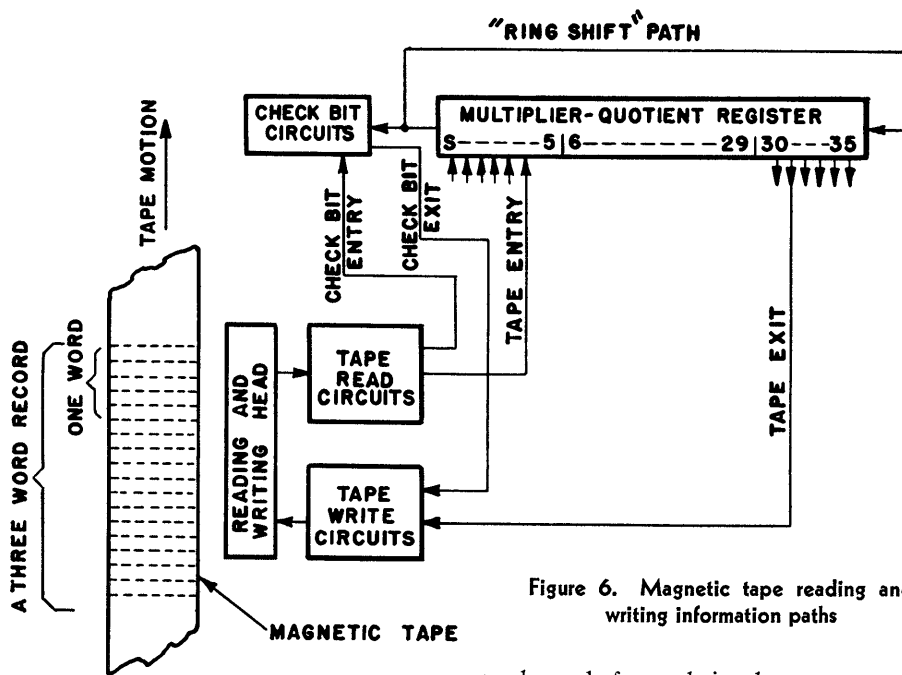 "RING SHIFT" PATH
CHECK BIT
CIRCUITS
MULTIPLIER-QUOTIENT REGISTER
S------5|6--------29|30---35
TAPE MOTION
CHECK BIT
ENTRY
CHECK BIT
EXIT
TAPE ENTRY
TAPE EXIT
A THREE WORD RECORD
ONE WORD
READING AND
WRITING HEAD
TAPE
READ
CIRCUITS
TAPE
WRITE
CIRCUITS
MAGNETIC TAPE
Figure 6. Magnetic tape reading an
writing information paths